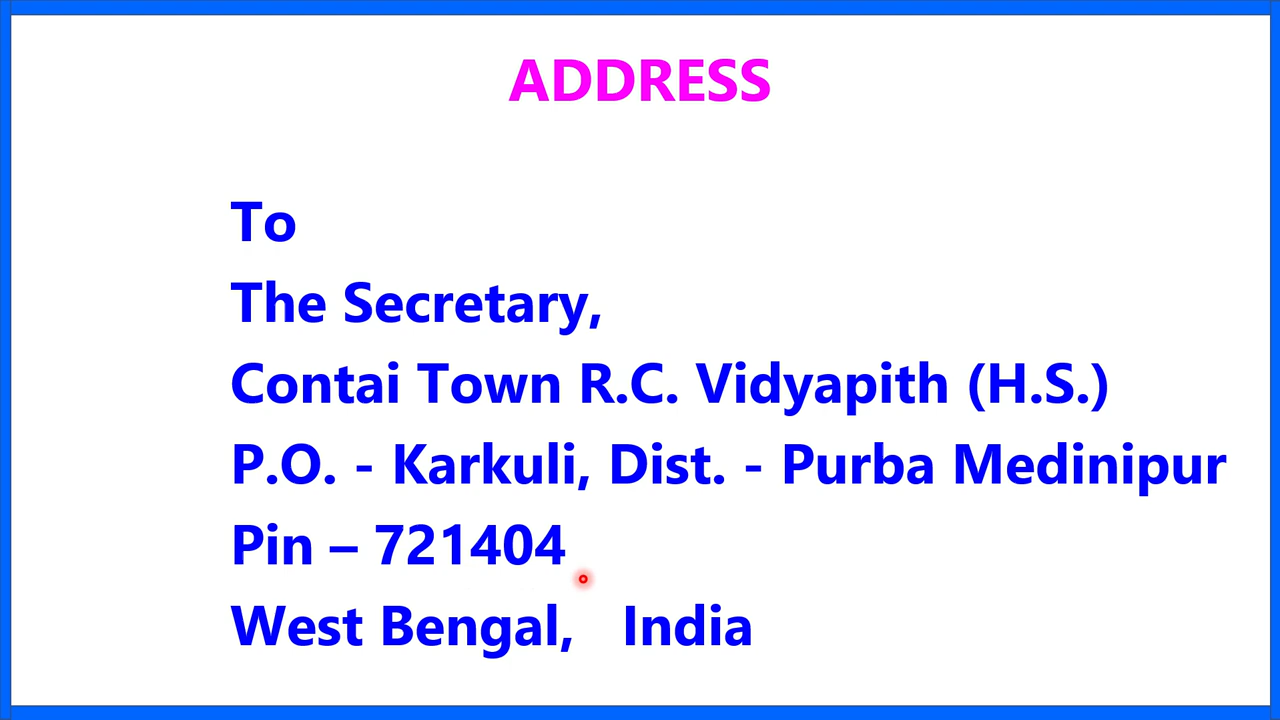 ADDRESS
To
The Secretary,
Contai Town R.C. Vidyapith (H.S.)
P.O. - Karkuli, Dist. - Purba Medinipur
Pin – 721404
West Bengal,   India